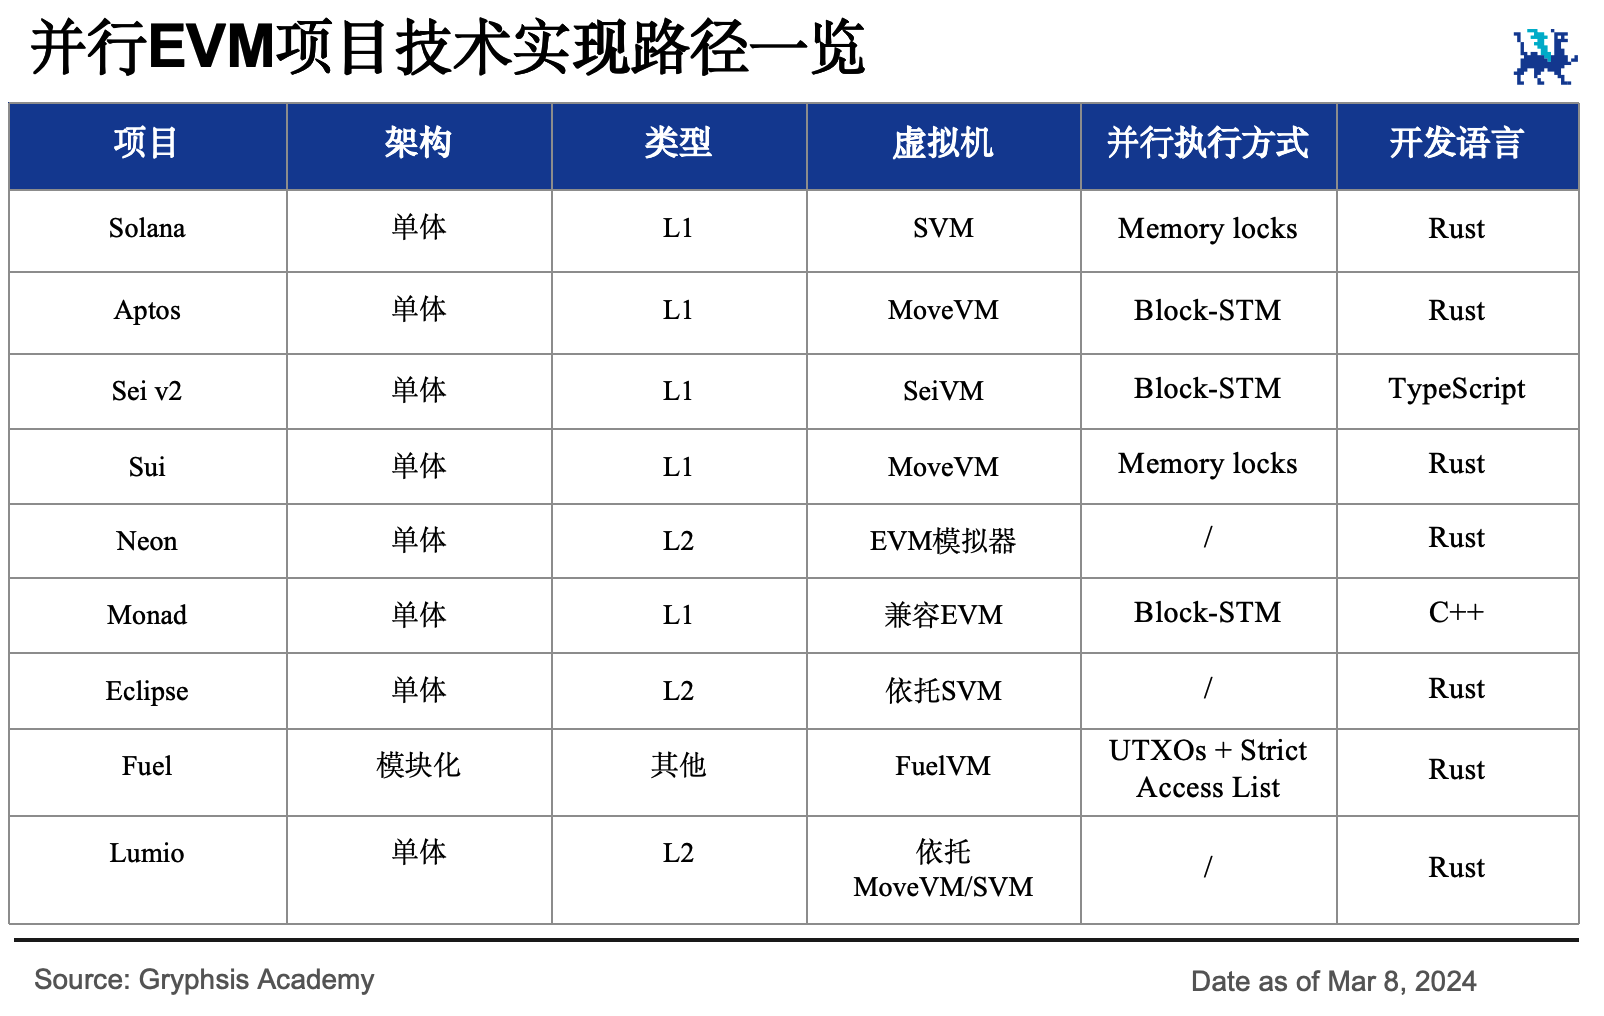 并行EVM项目技术实现路径一览
项目 架构 类型 虚拟机 并行执行方式 开发语言
Solana 单体 L1 SVM Memory locks Rust
Aptos 单体 L1 MoveVM Block-STM Rust
Sei v2 单体 L1 SeiVM Block-STM TypeScript
Sui 单体 L1 MoveVM Memory locks Rust
Neon 单体 L2 EVM模拟器 / Rust
Monad 单体 L1 兼容EVM Block-STM C++
Eclipse 单体 L2 依托SVM / Rust
Fuel 模块化 其他 FuelVM UTXOs + Strict
Access List Rust
Lumio 单体 L2 依托
MoveVM/SVM / Rust
Source: Gryphsis Academy
Date as of Mar 8, 2024